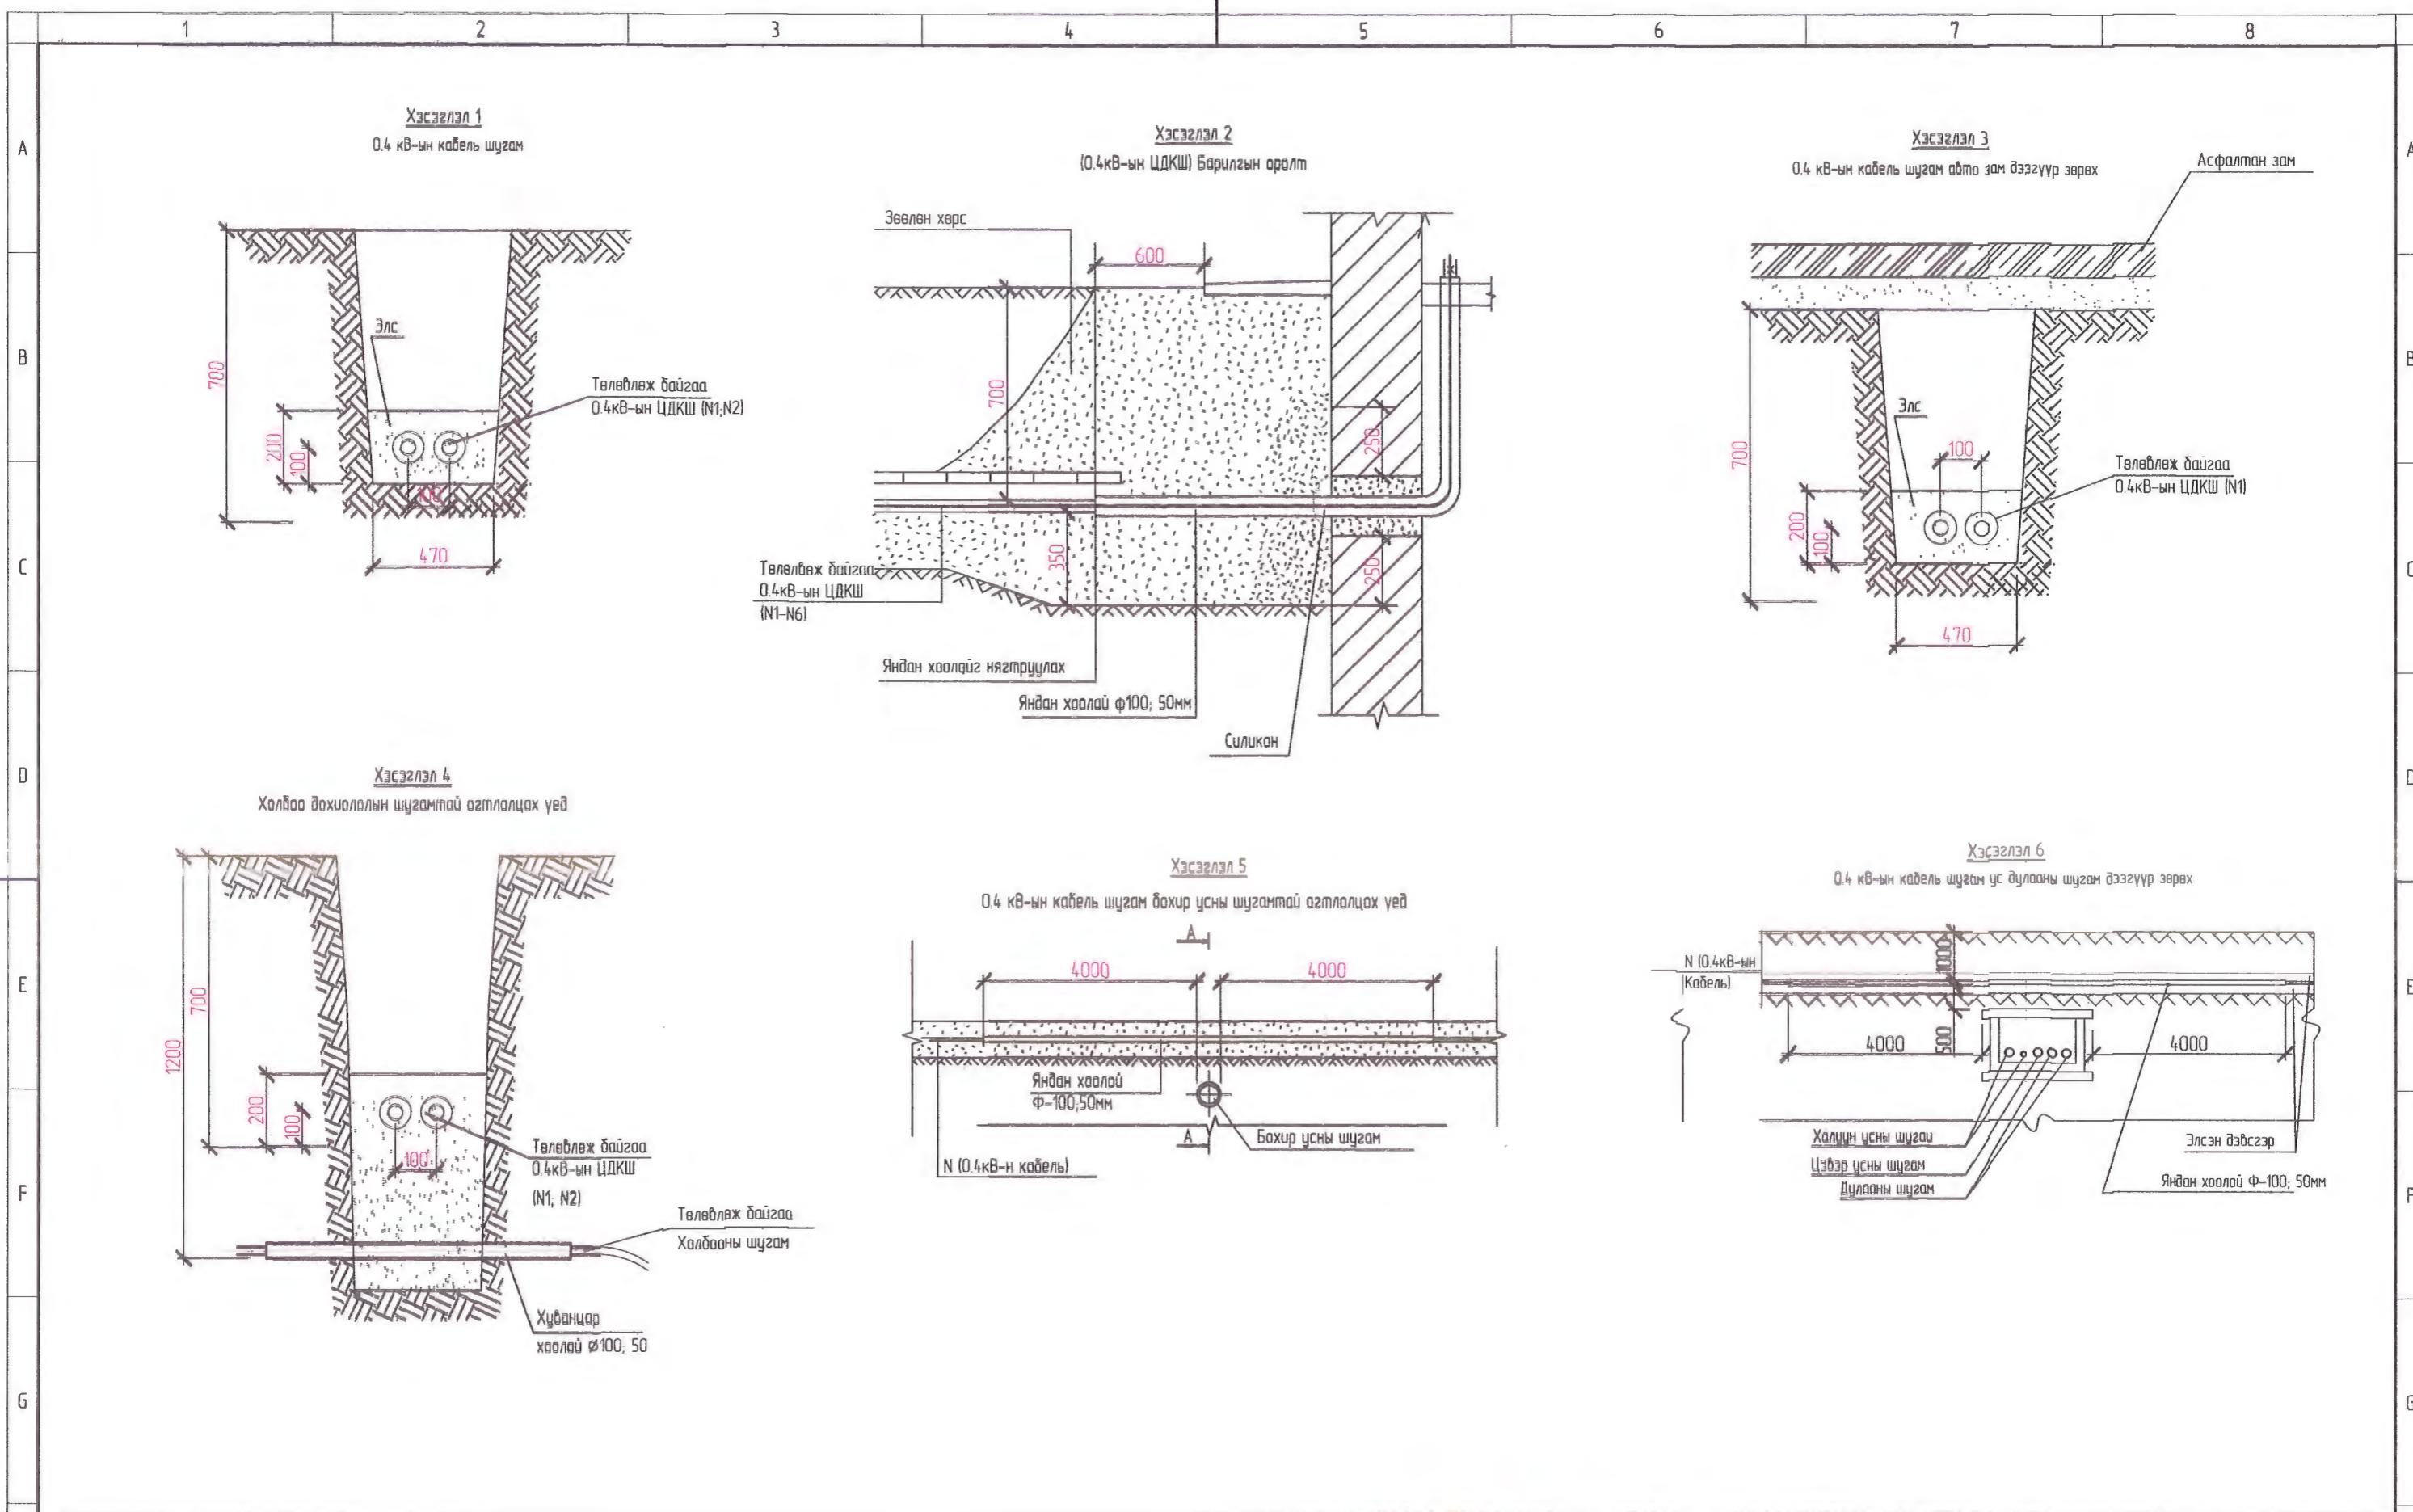 1 2 3 4 5 6 7 8
A
B
C
D
E
F
G
A
B
E
G
Хэсэглэл 1
0.4 кВ-ын кабель шугам
Элс
Төлөвлөж байгаа
0.4кВ-ын ЦДКШ (N1;N2)
700
200
100
100
470
Хэсэглэл 2
(0.4кВ-ын ЦДКШ) Барилгын оролт
Зөөлөн хөрс
600
700
250
350
250
Төлөлвөж байгаа
0.4кВ-ын ЦДКШ
(N1-N6)
Яндан хоолойг нягтруулах
Яндан хоолой ф100; 50мм
Силикон
Хэсэглэл 3
0.4 кВ-ын кабель шугам авто зам дээгүүр зөрөх
Асфалтан зам
Элс
100
700
200
100
Төлөвлөж байгаа
0.4кВ-ын ЦДКШ (N1)
470
Хэсэглэл 4
Холбоо дохиололын шугамтай огтлолцох үед
1200
700
200
100
100
Төлөвлөж байгаа
0.4кВ-ын ЦДКШ
(N1; N2)
Төлөвлөж байгаа
Холбооны шугам
Хуванцар
хоолой Ø100; 50
Хэсэглэл 5
0.4 кВ-ын кабель шугам бохир усны шугамтай огтлолцох үед
A
4000 4000
Яндан хоолой
Ф-100;50мм
A
Бохир усны шугам
N (0.4кВ-н кабель)
Хэсэглэл 6
0.4 кВ-ын кабель шугам ус дулааны шугам дээгүүр зөрөх
N (0.4кВ-ын
Кабель)
1000
500
4000 4000
Халуун усны шугам
Цэвэр усны шугам
Дулааны шугам
Элсэн дэвсгэр
Яндан хоолой Ф-100; 50мм